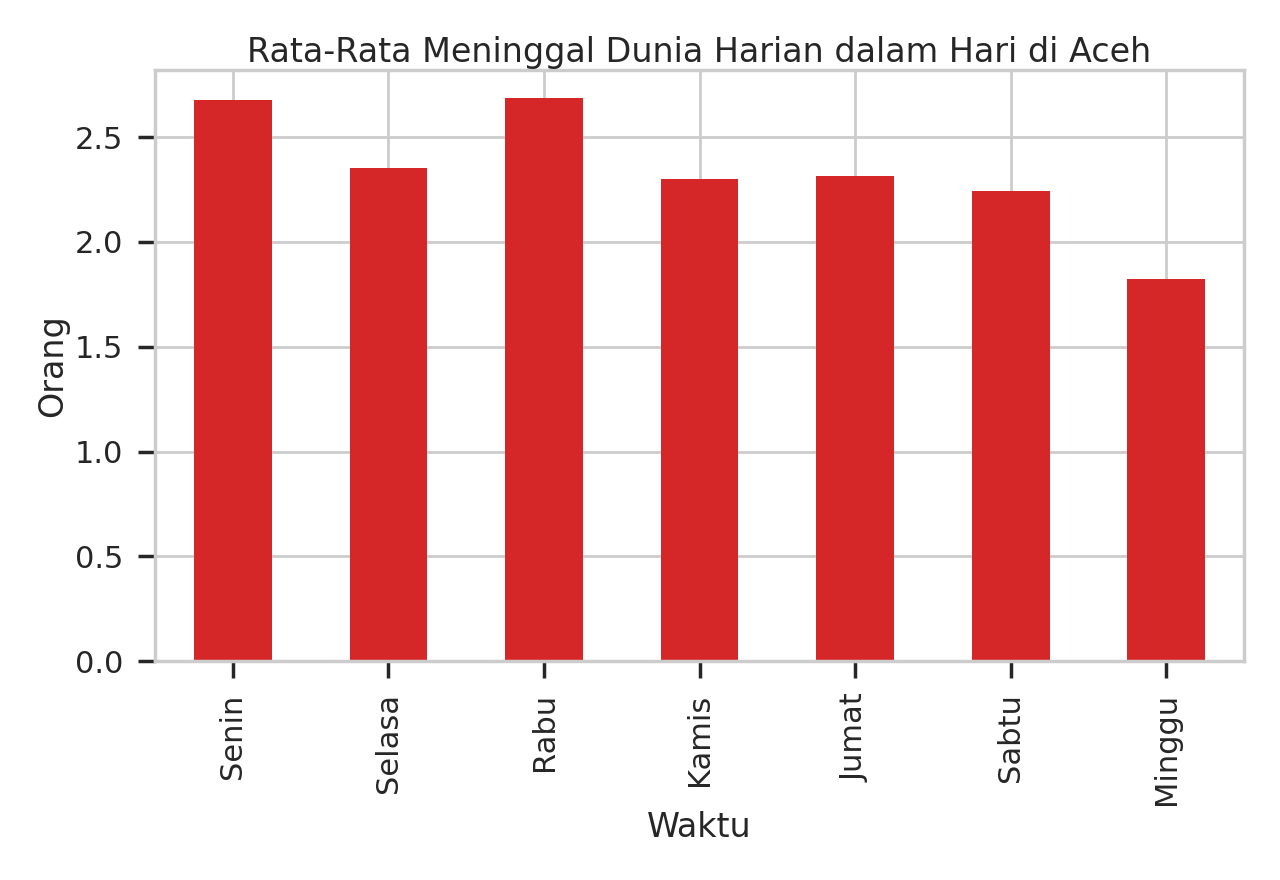 Rata-Rata Meninggal Dunia Harian dalam Hari di Aceh
2.5
2.0
1.5
1.0
0.5
0.0
Orang
Senin
Selasa
Rabu
Kamis
Jumat
Sabtu
Minggu
Waktu